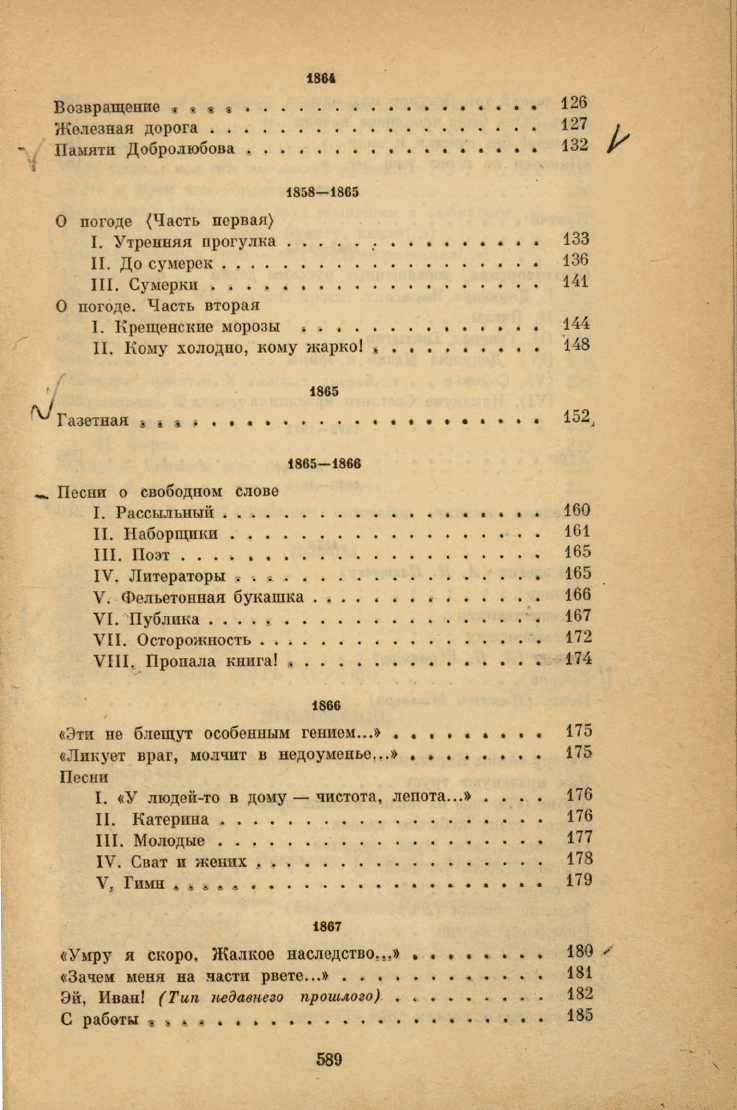 1864
Возвращение . . . . . . . . . . . . . . . . . . . 126
Железная дорога . . . . . . . . . . . . . . . . . 127
Памяти Добролюбова . . . . . . . . . . . . . . . 132
1858—1865
О погоде ⟨Часть первая⟩
I. Утренняя прогулка . . . . . . . . . . . . . 133
II. До сумерек . . . . . . . . . . . . . . . . . 136
III. Сумерки . . . . . . . . . . . . . . . . . 141
О погоде. Часть вторая
I. Крещенские морозы . . . . . . . . . . . . 144
II. Кому холодно, кому жарко! . . . . . . . . . 148
1865
Газетная . . . . . . . . . . . . . . . . . . . . 152
1865—1866
Песни о свободном слове
I. Рассыльный . . . . . . . . . . . . . . . . 160
II. Наборщики . . . . . . . . . . . . . . . . 161
III. Поэт . . . . . . . . . . . . . . . . . . 165
IV. Литераторы . . . . . . . . . . . . . . . . 165
V. Фельетонная букашка . . . . . . . . . . . . 166
VI. Публика . . . . . . . . . . . . . . . . . 167
VII. Осторожность . . . . . . . . . . . . . . 172
VIII. Пропала книга! . . . . . . . . . . . . . 174
1866
«Эти не блещут особенным гением...» . . . . . . . . 175
«Ликует враг, молчит в недоуменье...» . . . . . . . 175
Песни
I. «У людей-то в дому — чистота, лепота...» . . . . 176
II. Катерина . . . . . . . . . . . . . . . . . 176
III. Молодые . . . . . . . . . . . . . . . . . 177
IV. Сват и жених . . . . . . . . . . . . . . . 178
V. Гимн . . . . . . . . . . . . . . . . . . . 179
1867
«Умру я скоро. Жалкое наследство...» . . . . . . . 180
«Зачем меня на части рвете...» . . . . . . . . . . 181
Эй, Иван! (Тип недавнего прошлого) . . . . . . . . 182
С работы . . . . . . . . . . . . . . . . . . . . 185
589